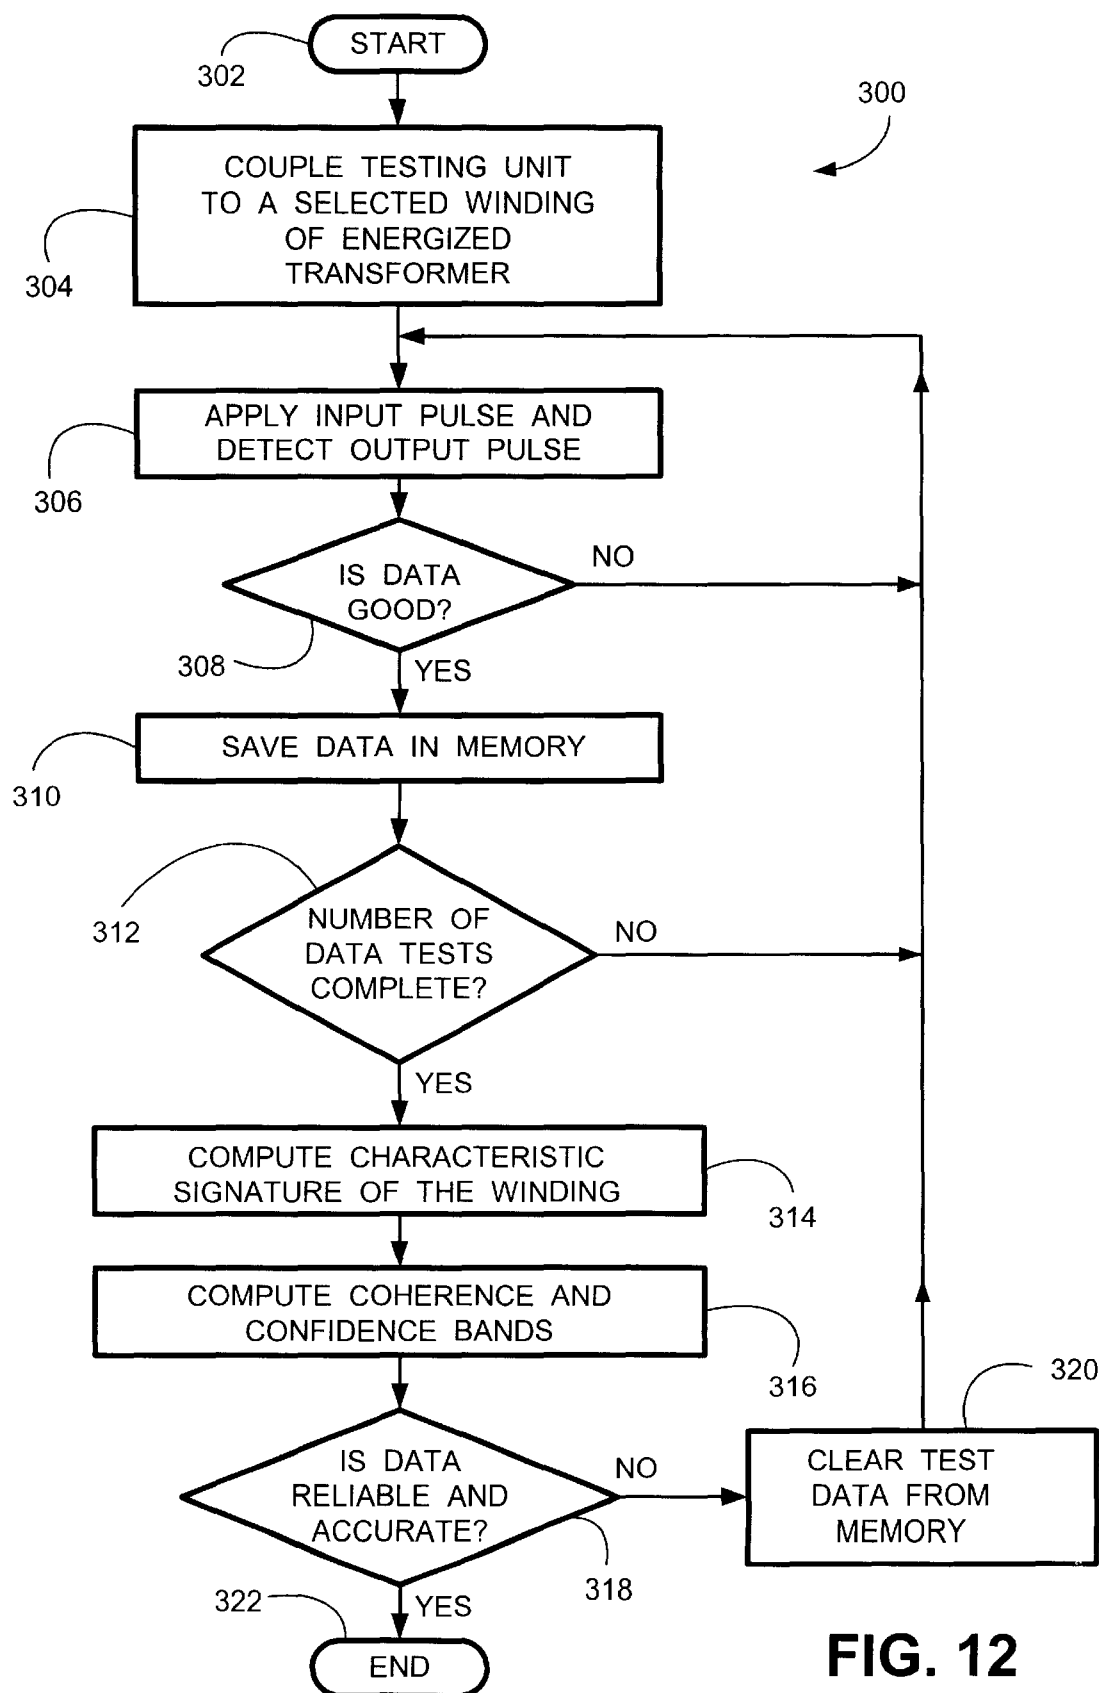 START
302
300
COUPLE TESTING UNIT
TO A SELECTED WINDING
OF ENERGIZED
TRANSFORMER
304
APPLY INPUT PULSE AND
DETECT OUTPUT PULSE
306
NO
IS DATA
GOOD?
308
YES
SAVE DATA IN MEMORY
310
312
NUMBER OF
DATA TESTS
COMPLETE?
NO
YES
COMPUTE CHARACTERISTIC
SIGNATURE OF THE WINDING
314
COMPUTE COHERENCE AND
CONFIDENCE BANDS
316
320
IS DATA
RELIABLE AND
ACCURATE?
NO
CLEAR TEST
DATA FROM
MEMORY
318
322
YES
END
FIG. 12